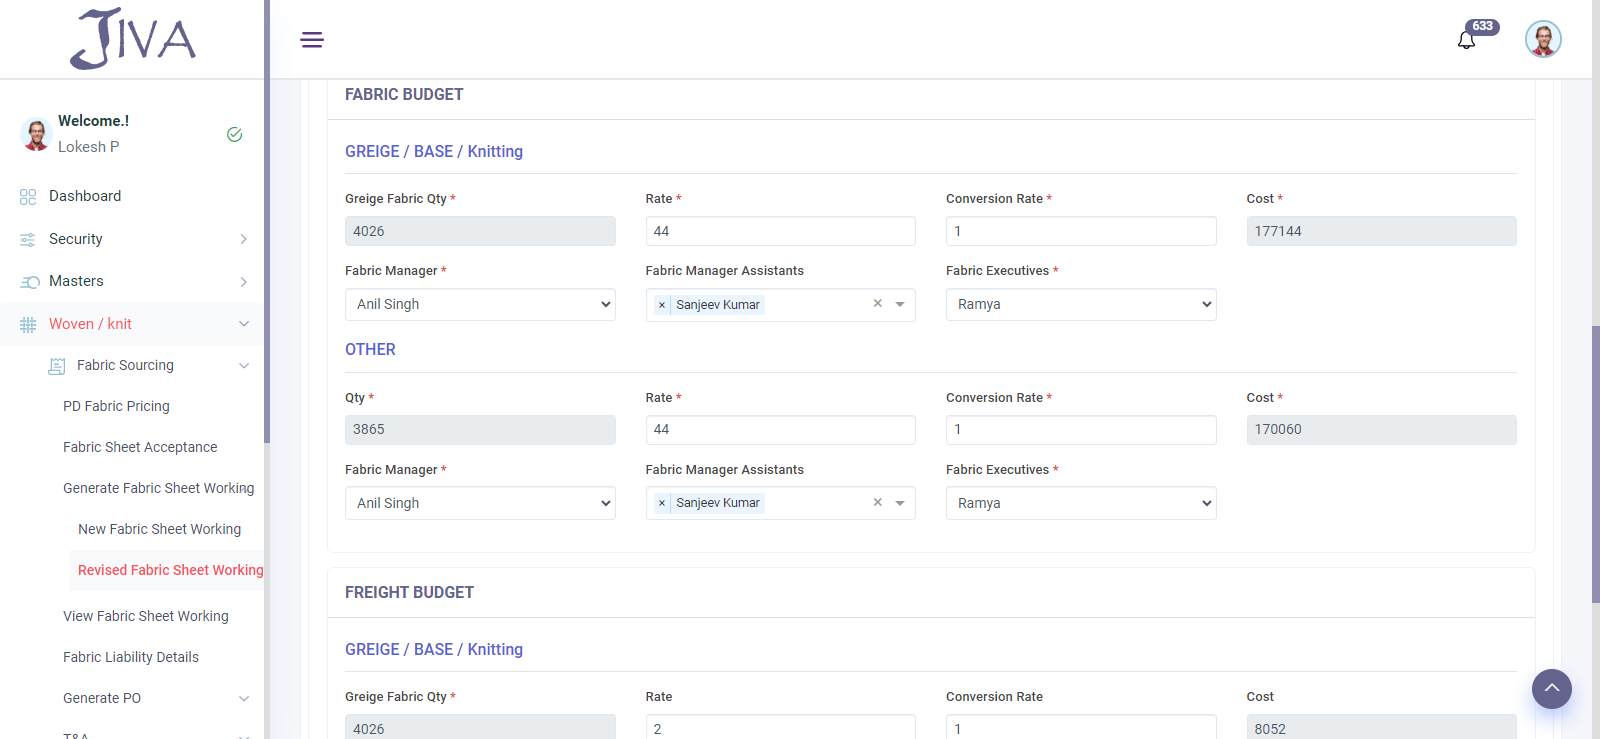 JIVA
633
Welcome.!
Lokesh P
Dashboard
Security
Masters
Woven / knit
Fabric Sourcing
PD Fabric Pricing
Fabric Sheet Acceptance
Generate Fabric Sheet Working
New Fabric Sheet Working
Revised Fabric Sheet Working
View Fabric Sheet Working
Fabric Liability Details
Generate PO
T&A
FABRIC BUDGET
GREIGE / BASE / Knitting
Greige Fabric Qty * Rate * Conversion Rate * Cost *
4026 44 1 177144
Fabric Manager * Fabric Manager Assistants Fabric Executives *
Anil Singh × Sanjeev Kumar × Ramya
OTHER
Qty * Rate * Conversion Rate * Cost *
3865 44 1 170060
Fabric Manager * Fabric Manager Assistants Fabric Executives *
Anil Singh × Sanjeev Kumar × Ramya
FREIGHT BUDGET
GREIGE / BASE / Knitting
Greige Fabric Qty * Rate Conversion Rate Cost
4026 2 1 8052